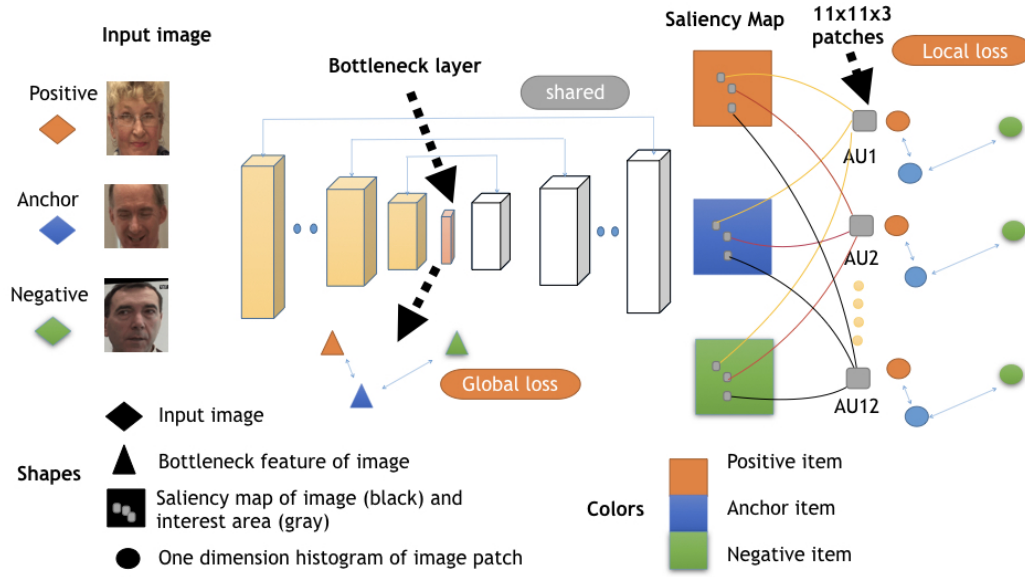 Input image
Positive
Anchor
Negative
Bottleneck layer
shared
Global loss
Saliency Map
11x11x3
patches
Local loss
AU1
AU2
AU12
Shapes
Input image
Bottleneck feature of image
Saliency map of image (black) and
interest area (gray)
One dimension histogram of image patch
Colors
Positive item
Anchor item
Negative item